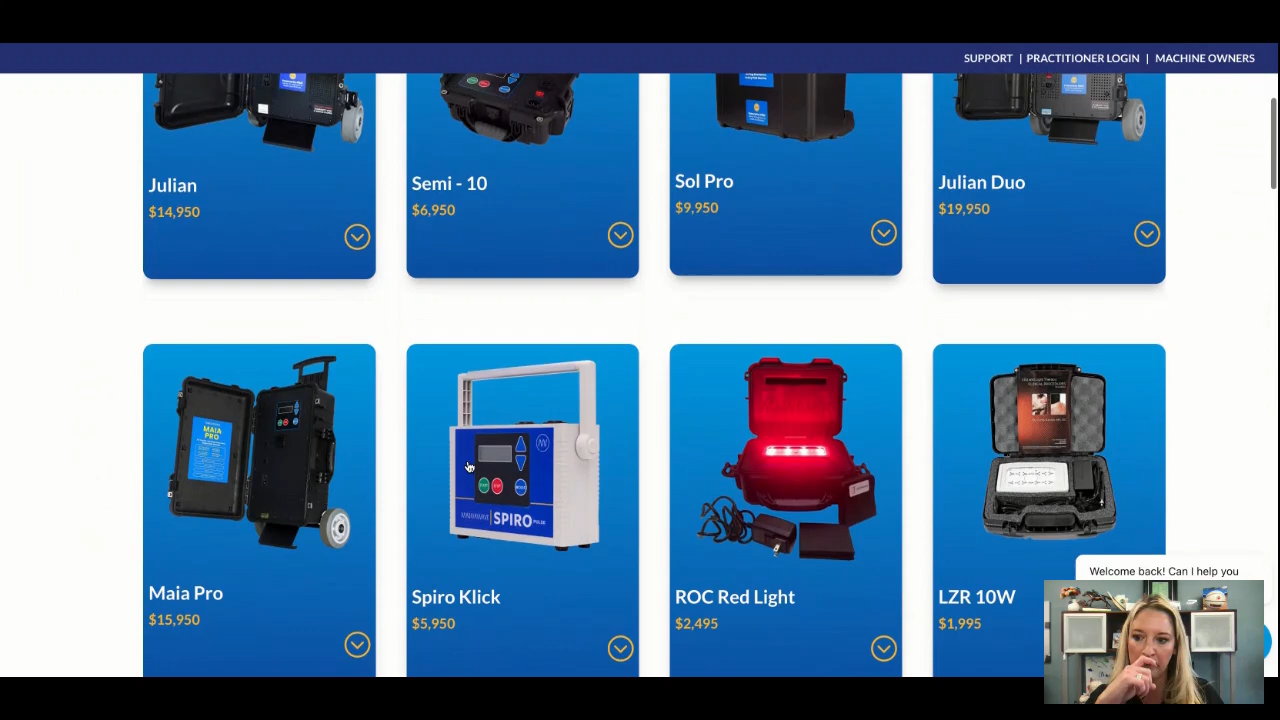 SUPPORT | PRACTITIONER LOGIN | MACHINE OWNERS
Julian
$14,950
Semi - 10
$6,950
Sol Pro
$9,950
Julian Duo
$19,950
MAIA
PRO
SPIRO
Maia Pro
$15,950
Spiro Klick
$5,950
ROC Red Light
$2,495
LZR 10W
$1,995
Welcome back! Can I help you